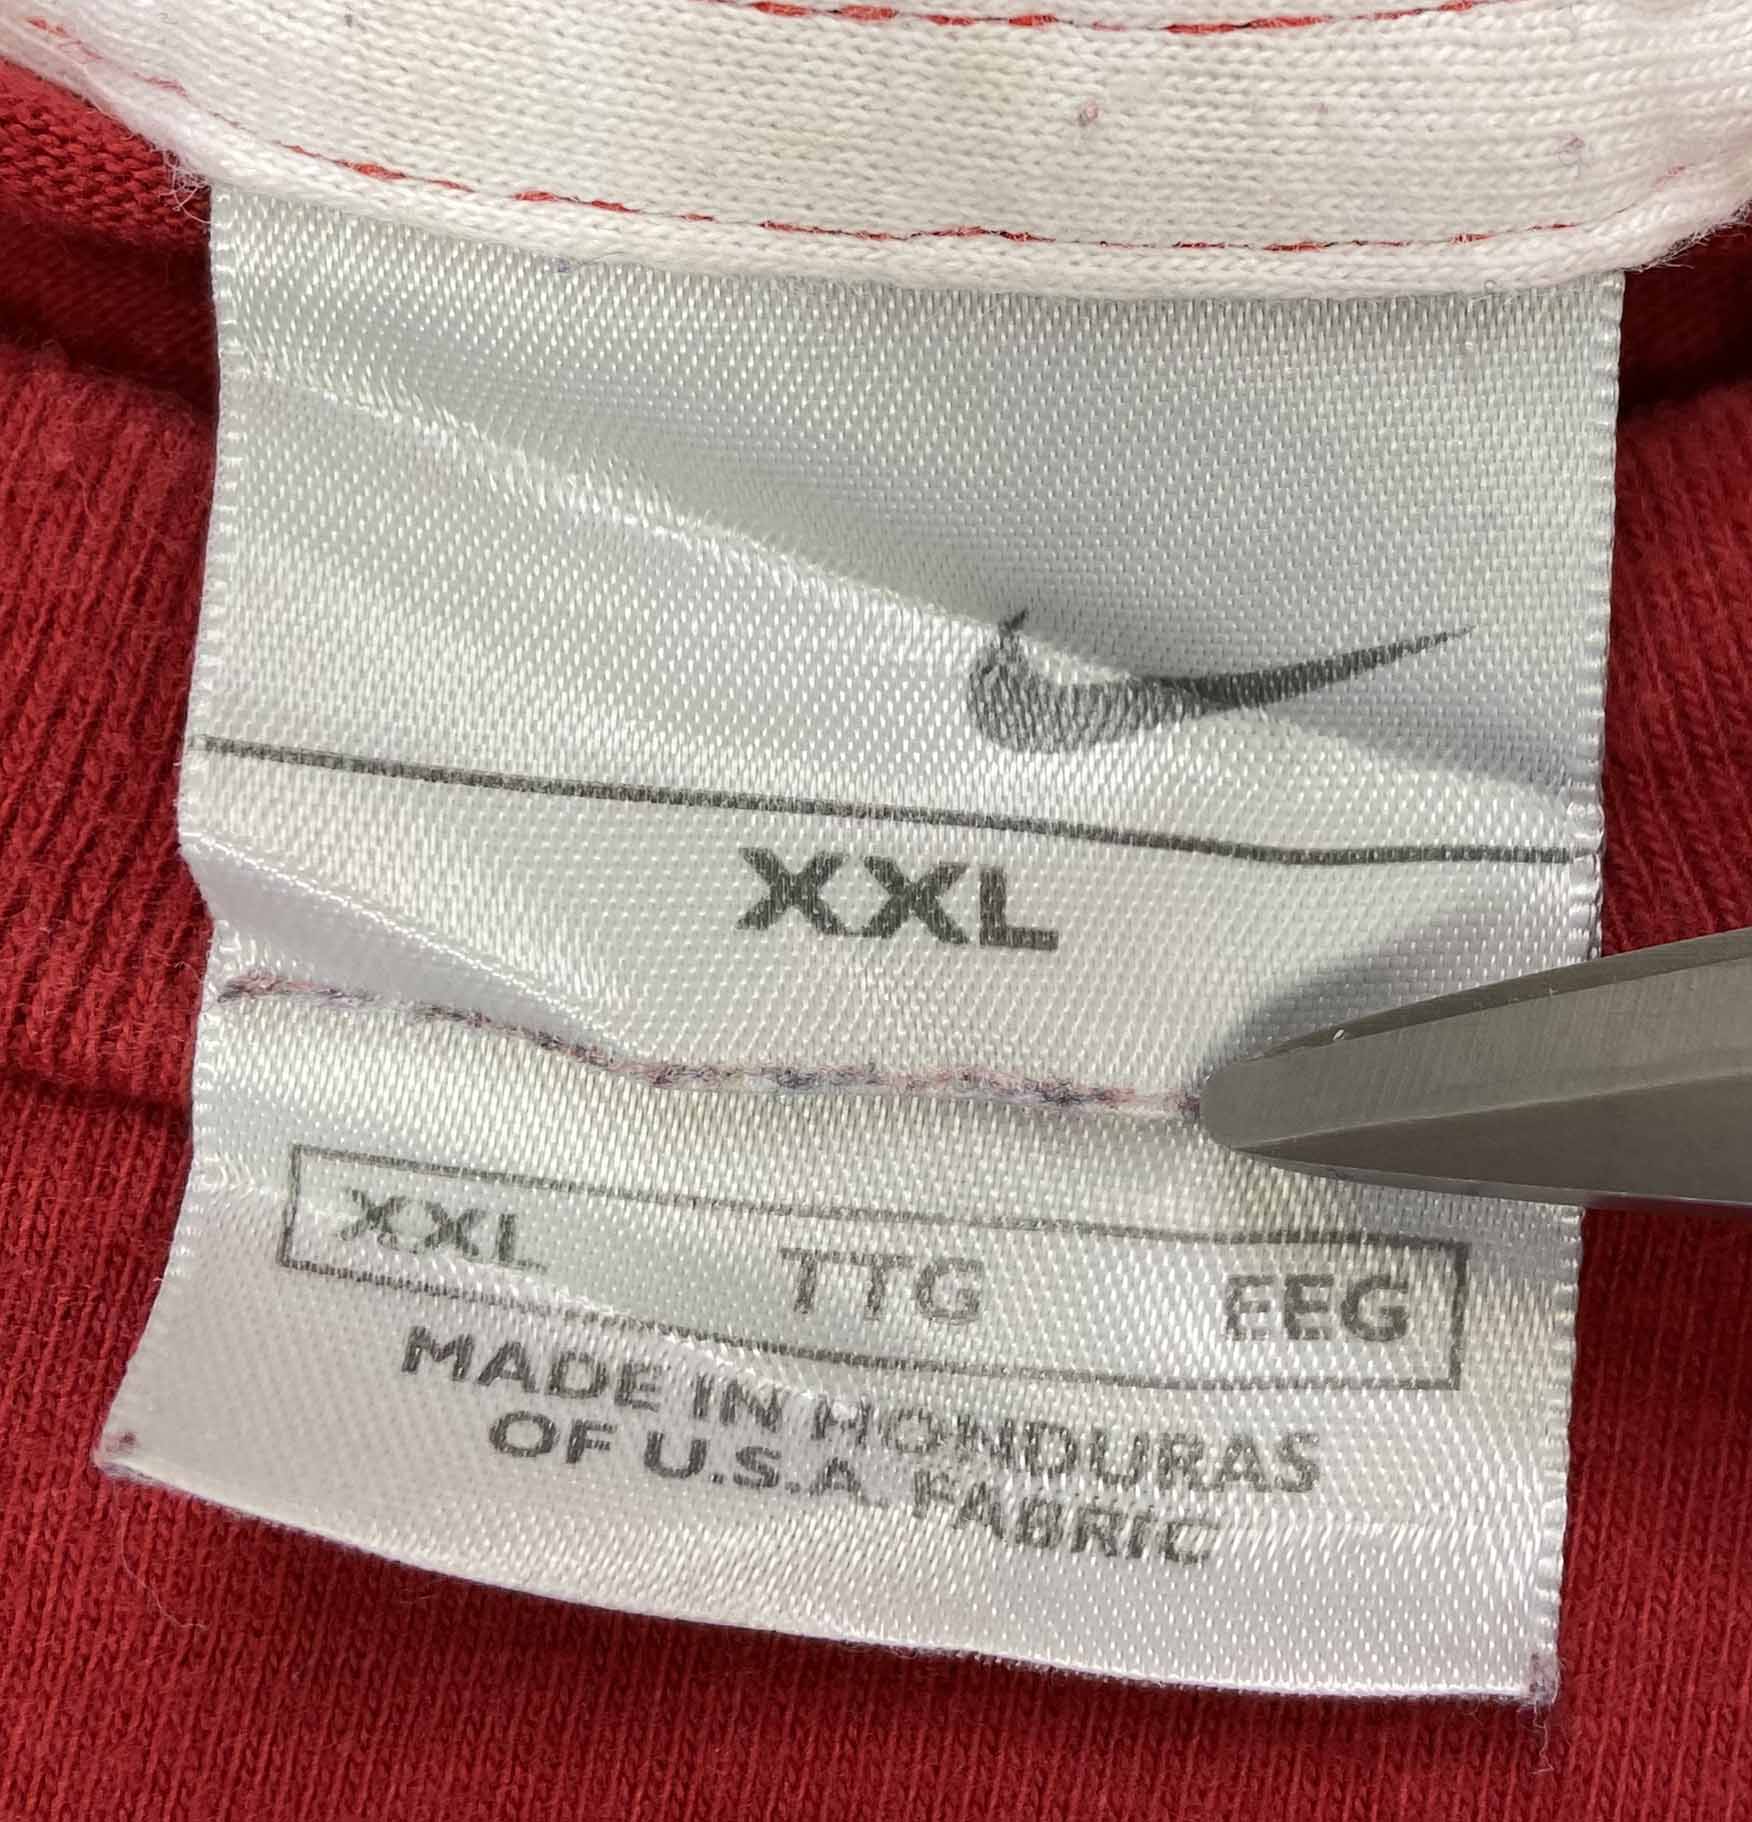 XXL
XXL TTG EEG
MADE IN HONDURAS
OF U.S.A. FABRIC